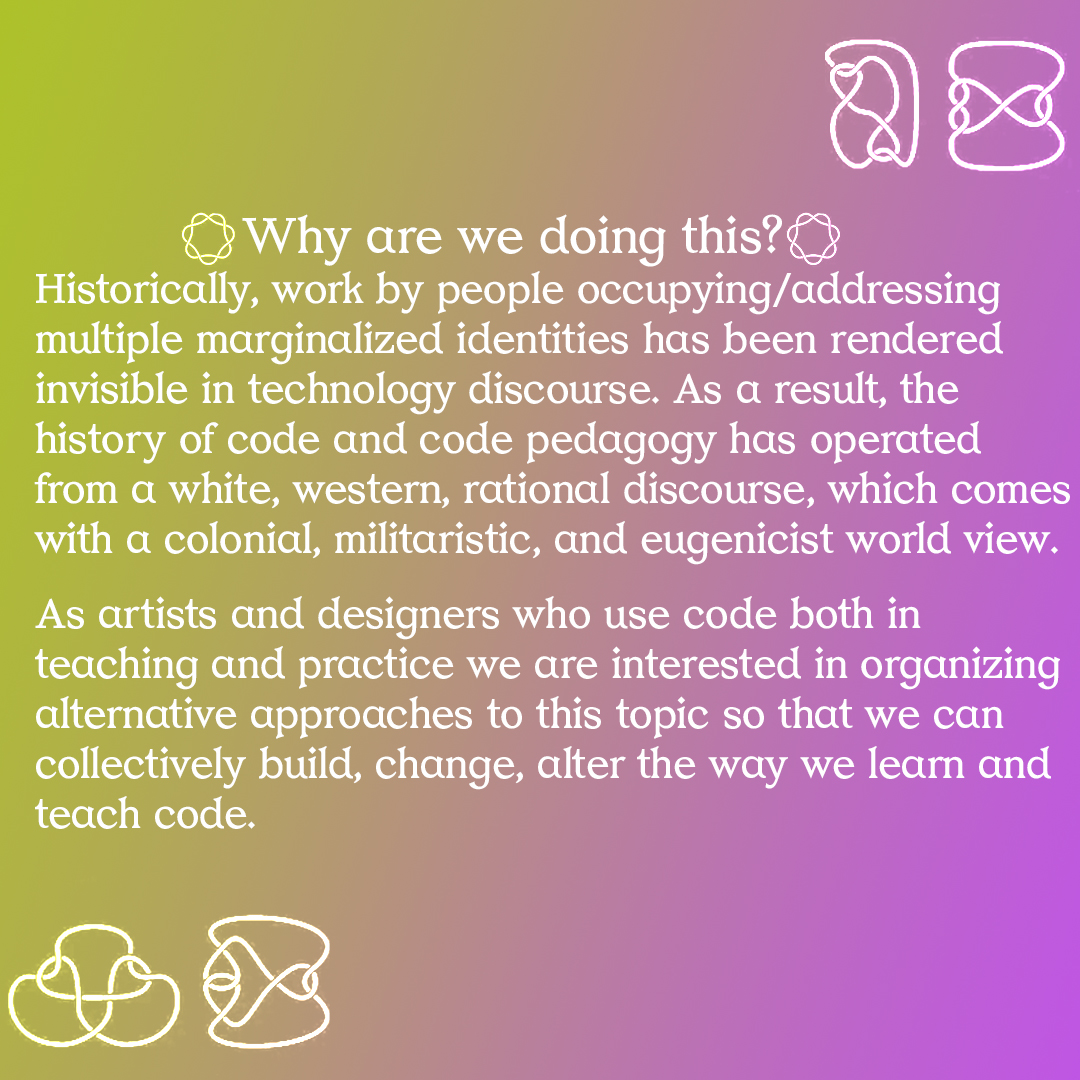 Why are we doing this?
Historically, work by people occupying/addressing
multiple marginalized identities has been rendered
invisible in technology discourse. As a result, the
history of code and code pedagogy has operated
from a white, western, rational discourse, which comes
with a colonial, militaristic, and eugenicist world view.
As artists and designers who use code both in
teaching and practice we are interested in organizing
alternative approaches to this topic so that we can
collectively build, change, alter the way we learn and
teach code.